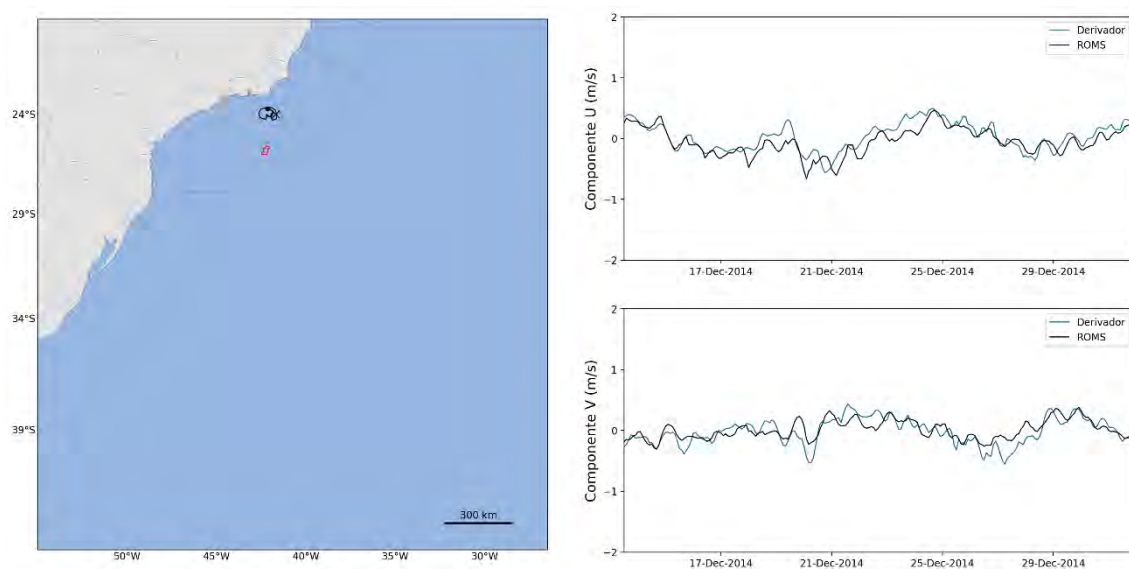 24°S
29°S
34°S
39°S
300 km
50°W
45°W
40°W
35°W
30°W
Componente U (m/s)
2
1
0
−1
−2
Derivador
ROMS
17-Dec-2014
21-Dec-2014
25-Dec-2014
29-Dec-2014
Componente V (m/s)
2
1
0
−1
−2
Derivador
ROMS
17-Dec-2014
21-Dec-2014
25-Dec-2014
29-Dec-2014